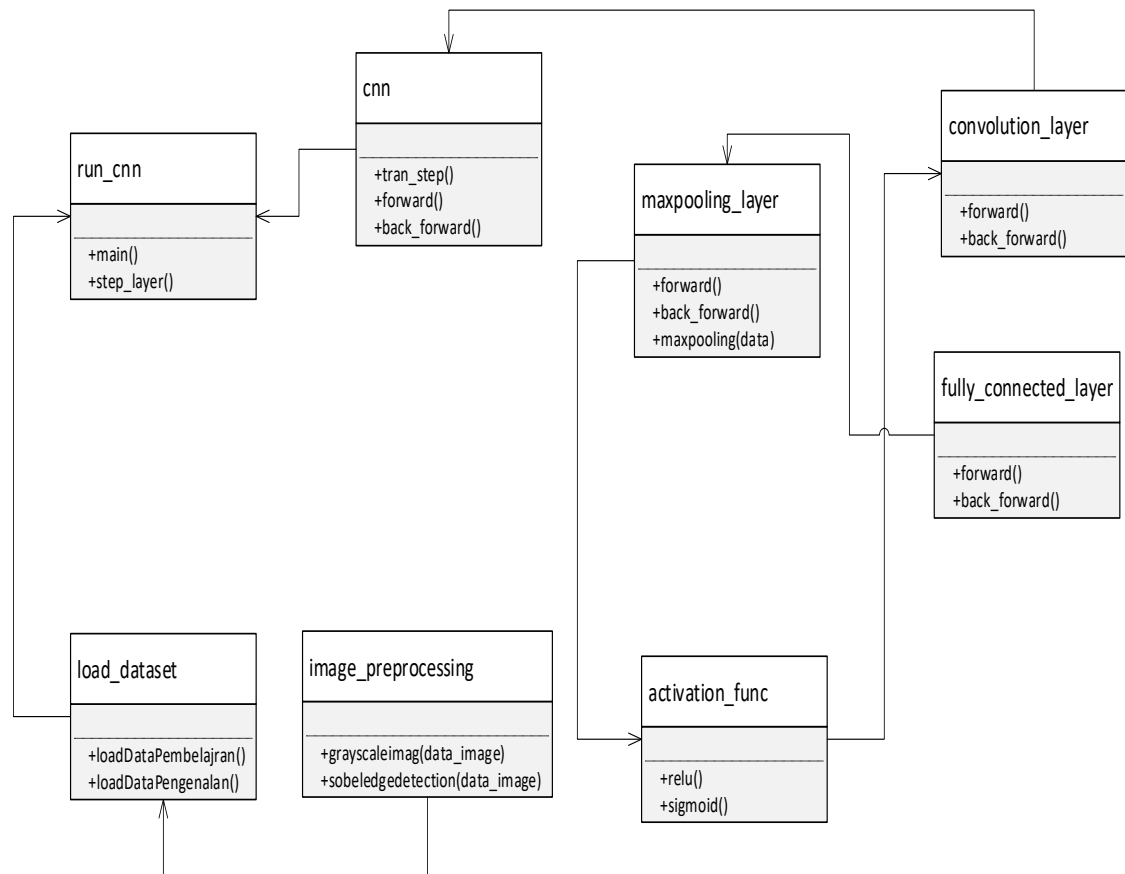 cnn
+tran_step()
+forward()
+back_forward()
convolution_layer
+forward()
+back_forward()
run_cnn
+main()
+step_layer()
maxpooling_layer
+forward()
+back_forward()
+maxpooling(data)
fully_connected_layer
+forward()
+back_forward()
load_dataset
+loadDataPembelajran()
+loadDataPengenalan()
image_preprocessing
+grayscaleimag(data_image)
+sobeledgedetection(data_image)
activation_func
+relu()
+sigmoid()